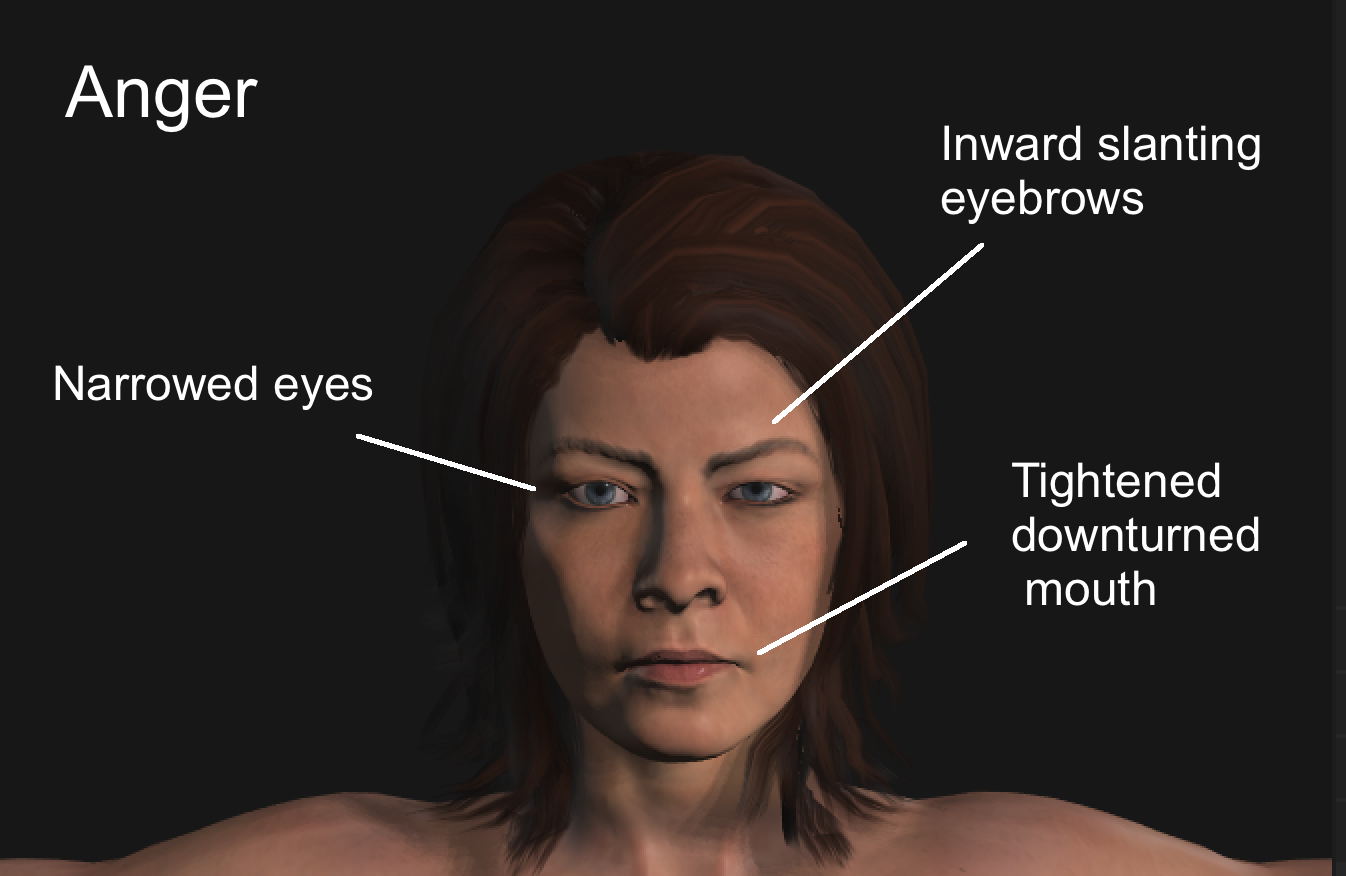 Anger
Inward slanting
eyebrows
Narrowed eyes
Tightened
downturned
mouth